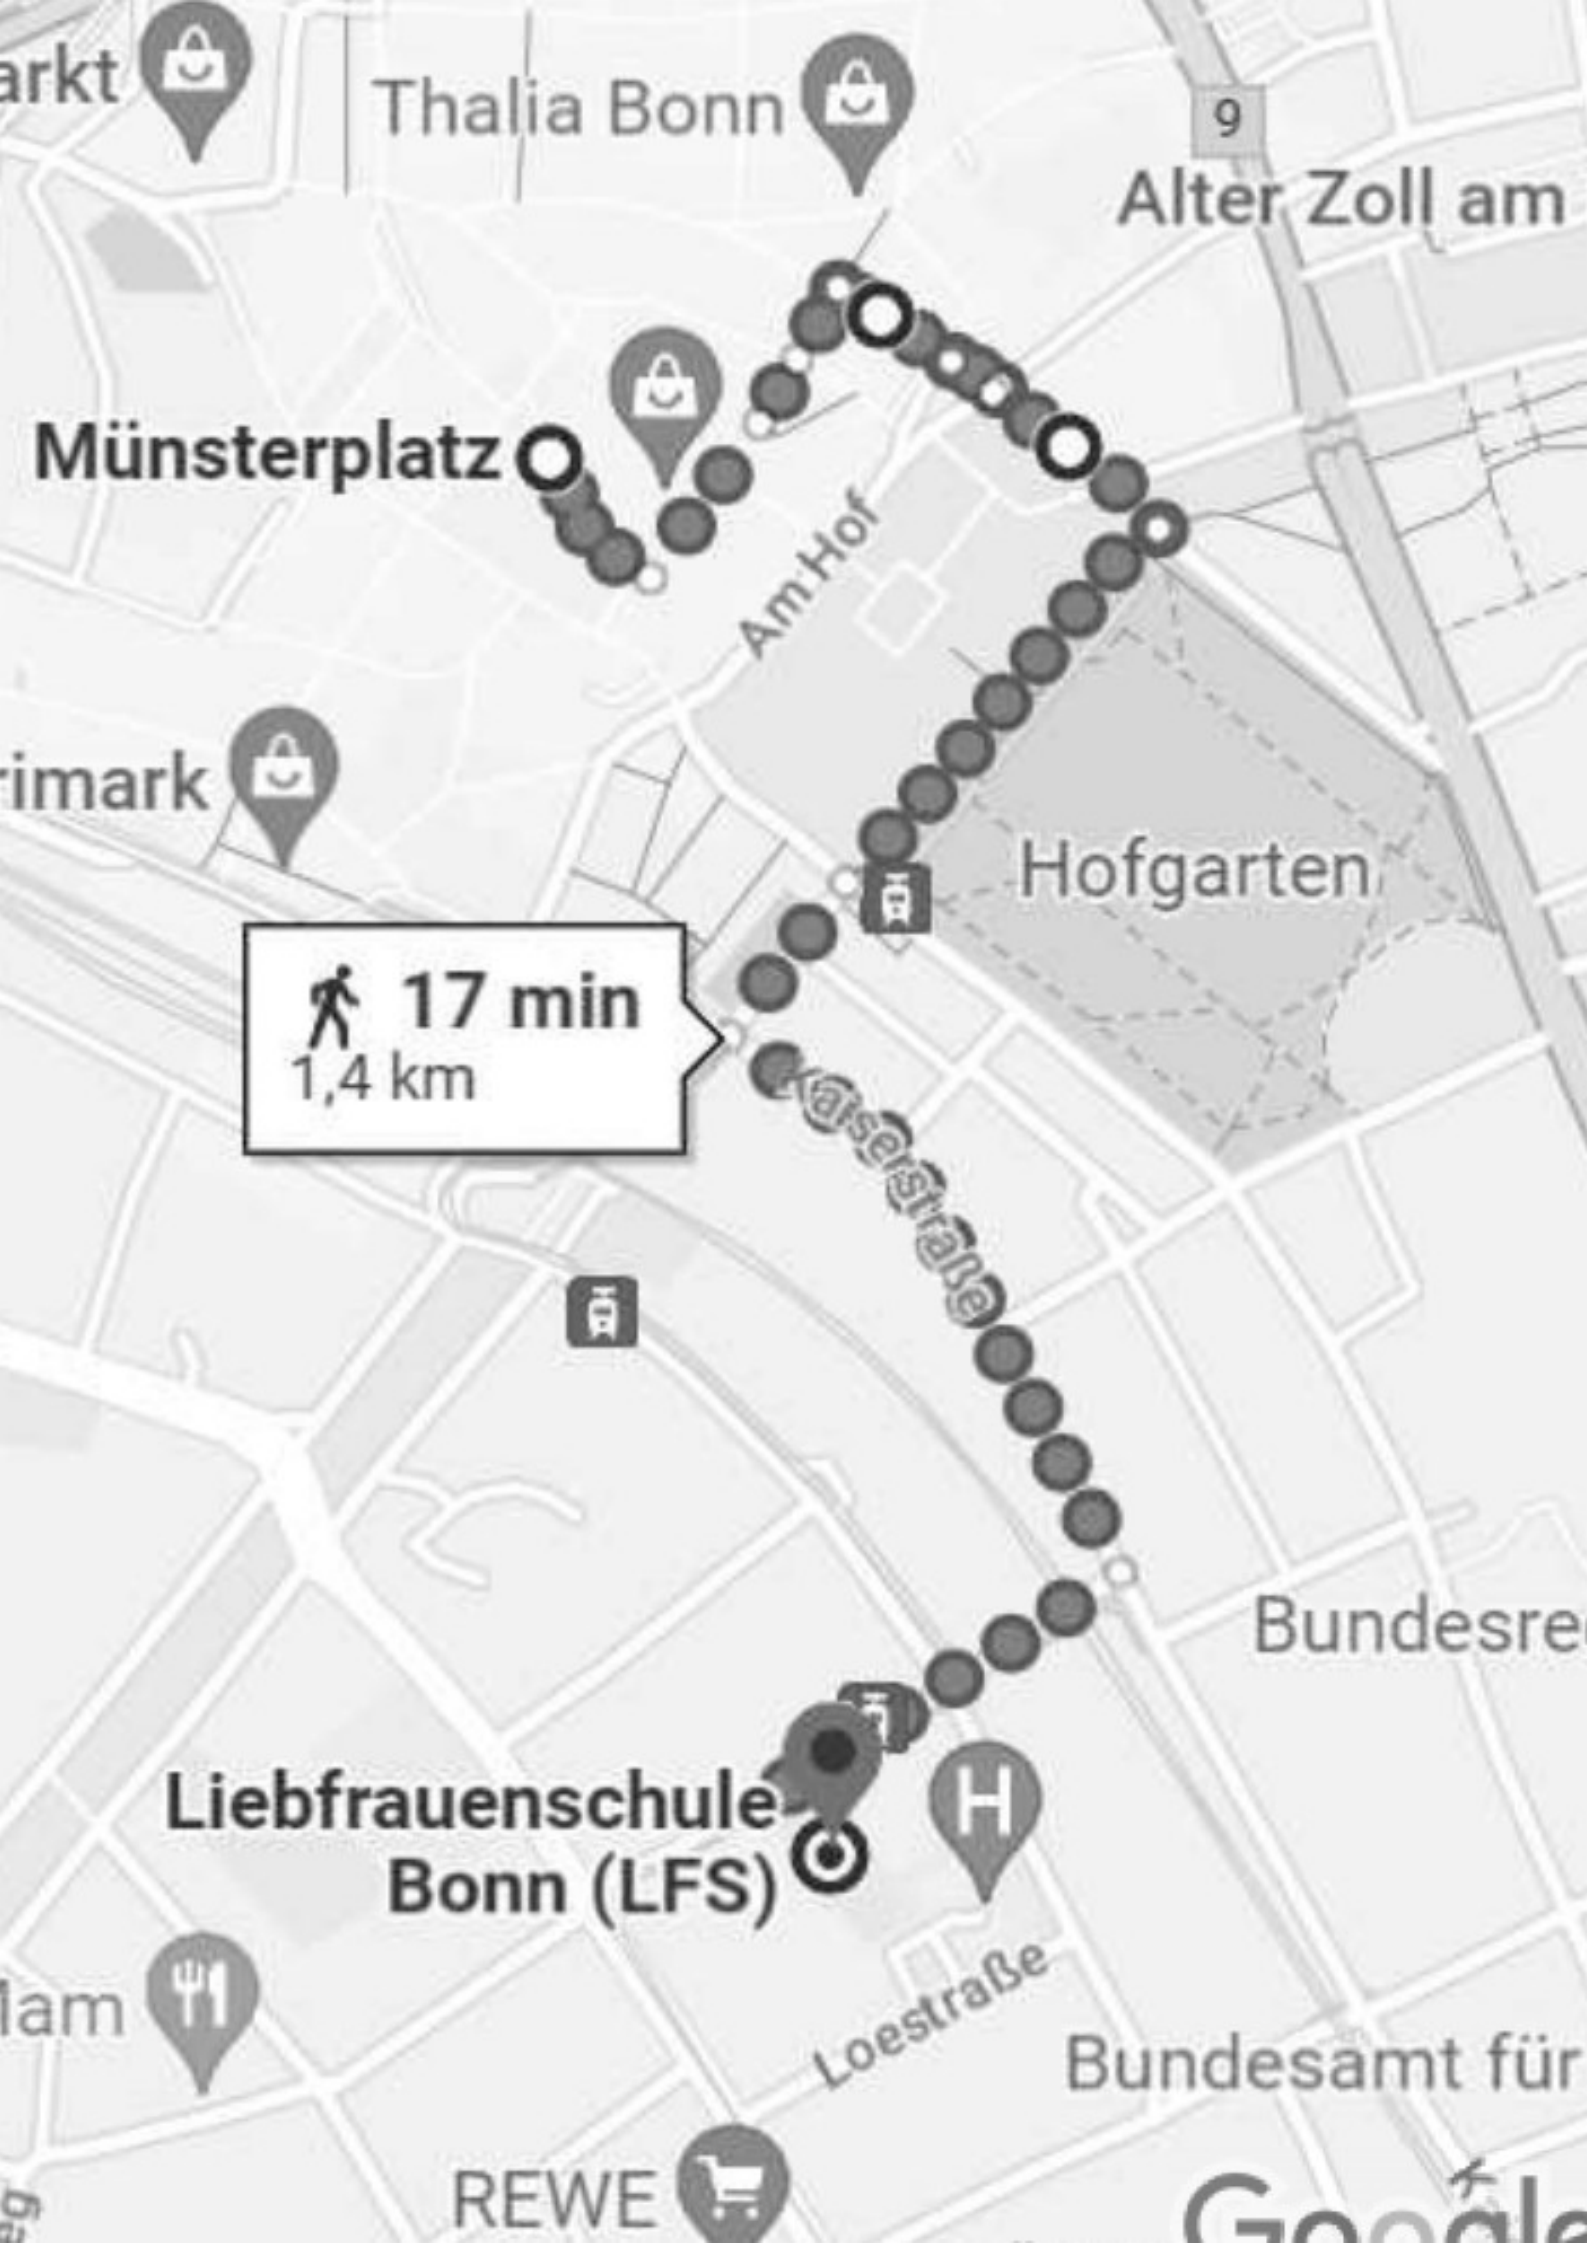 arkt
Thalia Bonn
9
Alter Zoll am
Münsterplatz
Am Hof
rimark
Hofgarten
17 min
1,4 km
Kaiserstraße
Bundesre
Liebfrauenschule
Bonn (LFS)
H
lam
Loestraße
Bundesamt für
REWE
eg
K
Google